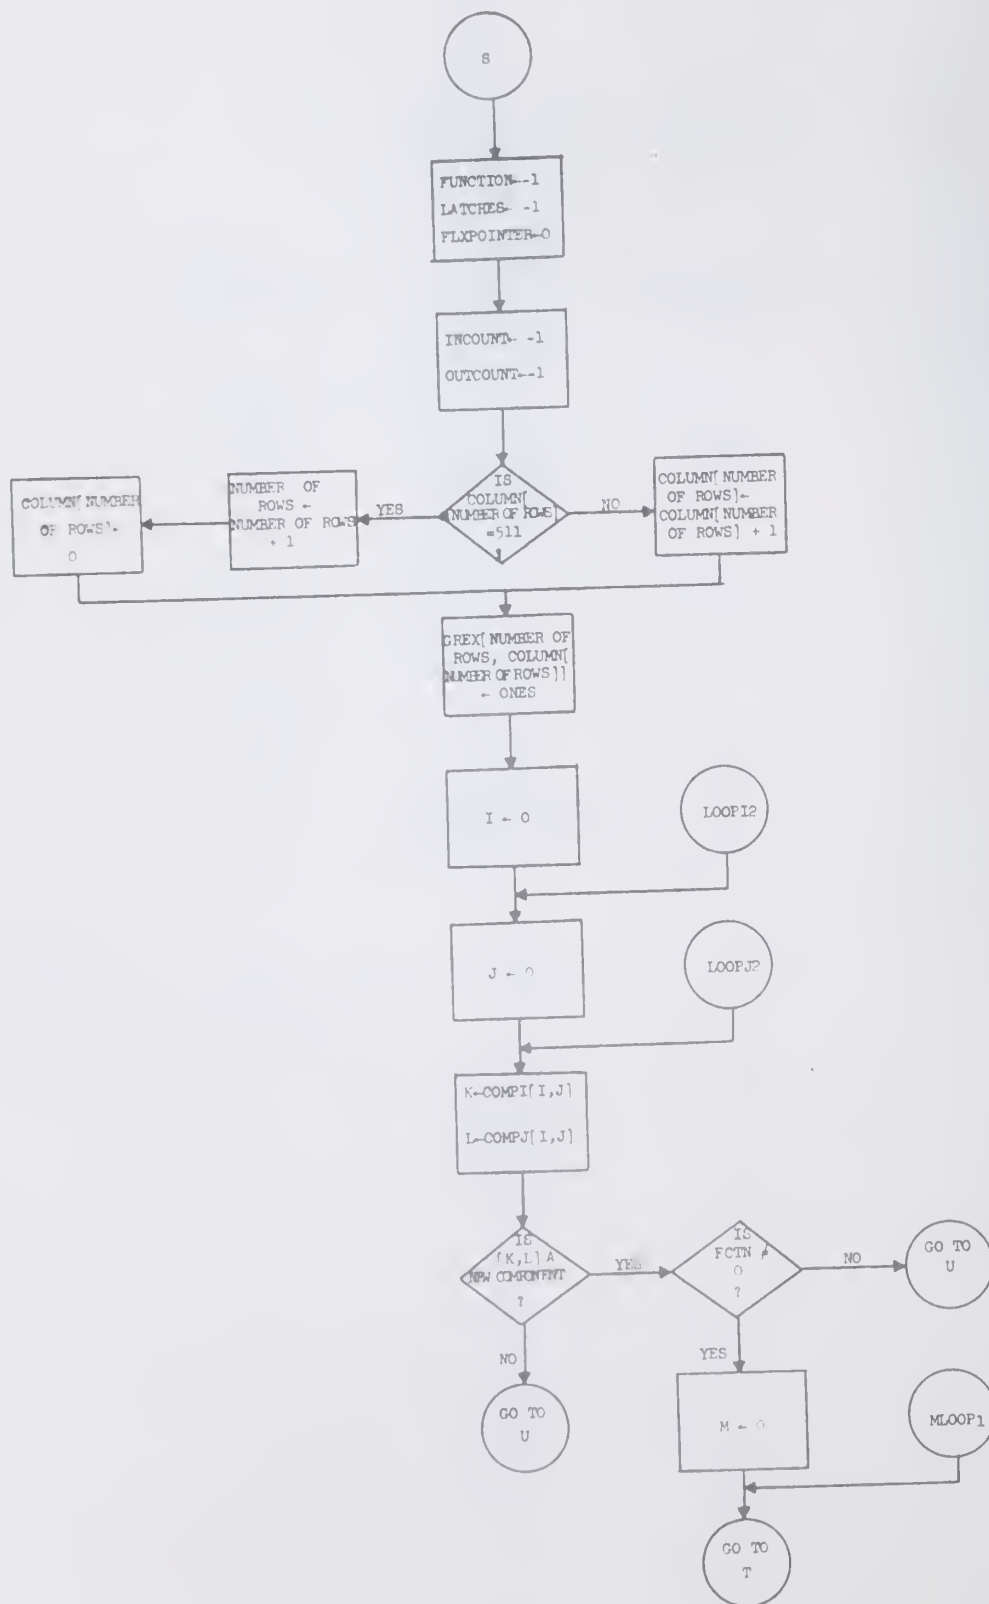 S
FUNCTION←-1
LATCHES← -1
FLXPOINTER←0
INCOUNT← -1
OUTCOUNT←-1
COLUMN[ NUMBER
OF ROWS]←
0
NUMBER OF
ROWS ←
NUMBER OF ROWS
+ 1
YES
IS
COLUMN[
NUMBER OF ROWS
=511
NO
COLUMN[ NUMBER
OF ROWS]←
COLUMN[ NUMBER
OF ROWS] + 1
GREX[ NUMBER OF
ROWS, COLUMN[
NUMBER OF ROWS]]
← ONES
I ← 0
LOOPI2
J ← 0
LOOPJ2
K←COMPI[I,J]
L←COMPJ[I,J]
IS
[K,L] A
NEW COMPONENT
?
YES
IS
FCTN ≠
0
?
NO
GO TO
U
NO
GO TO
U
YES
M ← 0
MLOOP1
GO TO
T